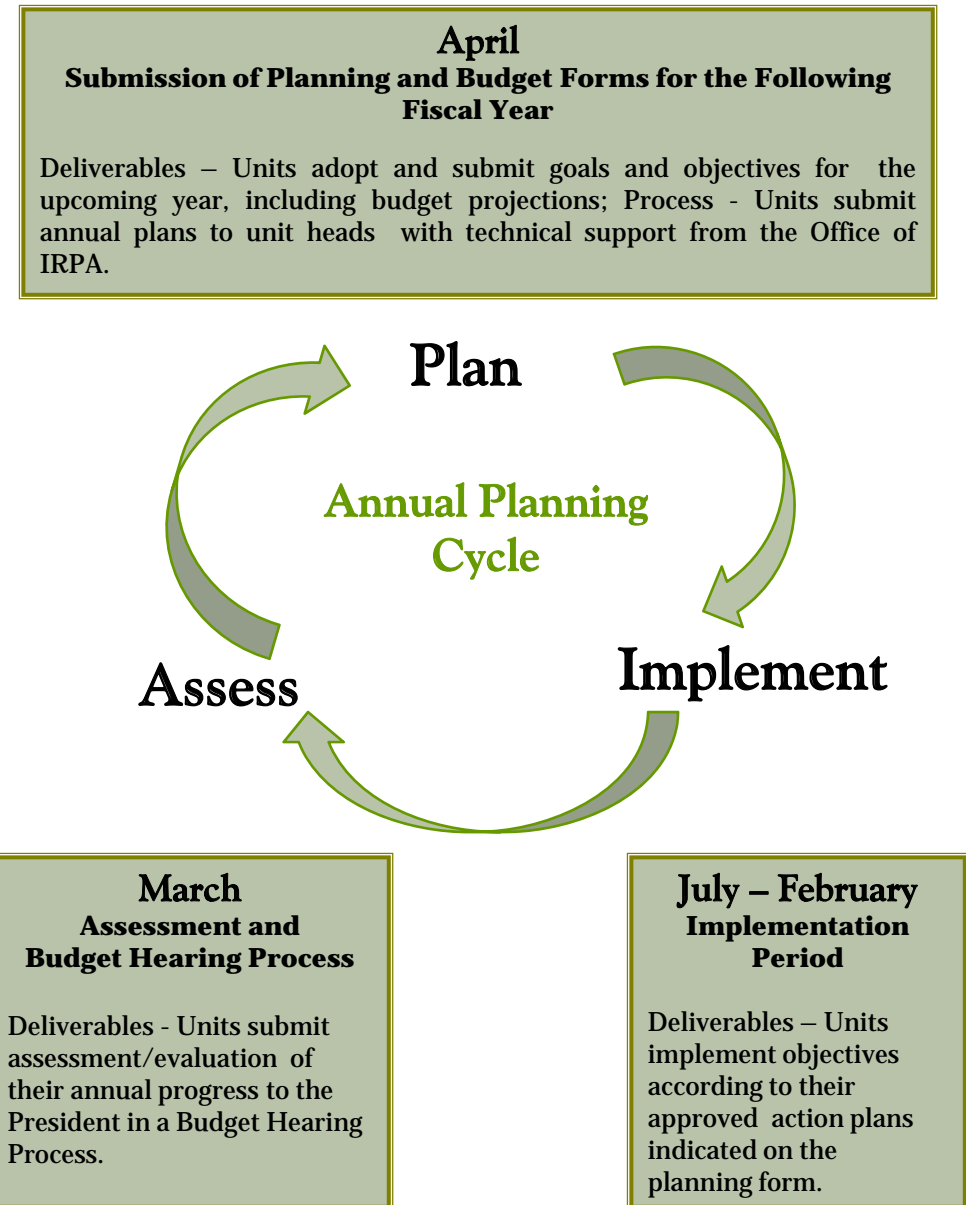 April
Submission of Planning and Budget Forms for the Following
Fiscal Year
Deliverables – Units adopt and submit goals and objectives for the
upcoming year, including budget projections; Process - Units submit
annual plans to unit heads with technical support from the Office of
IRPA.
Plan
Annual Planning
Cycle
Assess
Implement
March
Assessment and
Budget Hearing Process
Deliverables - Units submit
assessment/evaluation of
their annual progress to the
President in a Budget Hearing
Process.
July – February
Implementation
Period
Deliverables – Units
implement objectives
according to their
approved action plans
indicated on the
planning form.